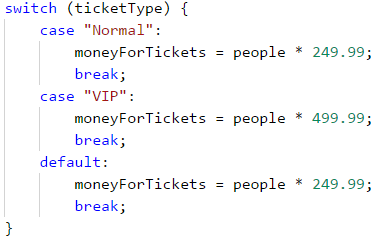 switch (ticketType) {
    case "Normal":
        moneyForTickets = people * 249.99;
        break;
    case "VIP":
        moneyForTickets = people * 499.99;
        break;
    default:
        moneyForTickets = people * 249.99;
        break;
}